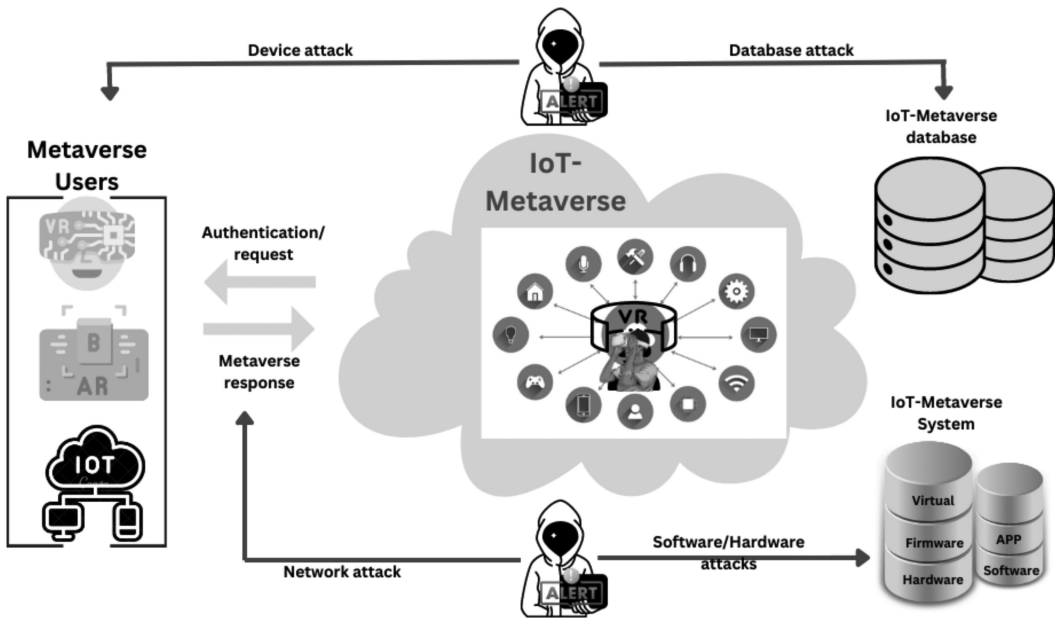 Device attack
Database attack
ALERT
IoT-Metaverse
database
Metaverse
Users
IoT-
Metaverse
VR
Authentication/
request
VR
B
AR
Metaverse
response
IoT-Metaverse
System
IOT
Virtual
Firmware
Hardware
APP
Software
Software/Hardware
attacks
Network attack
ALERT